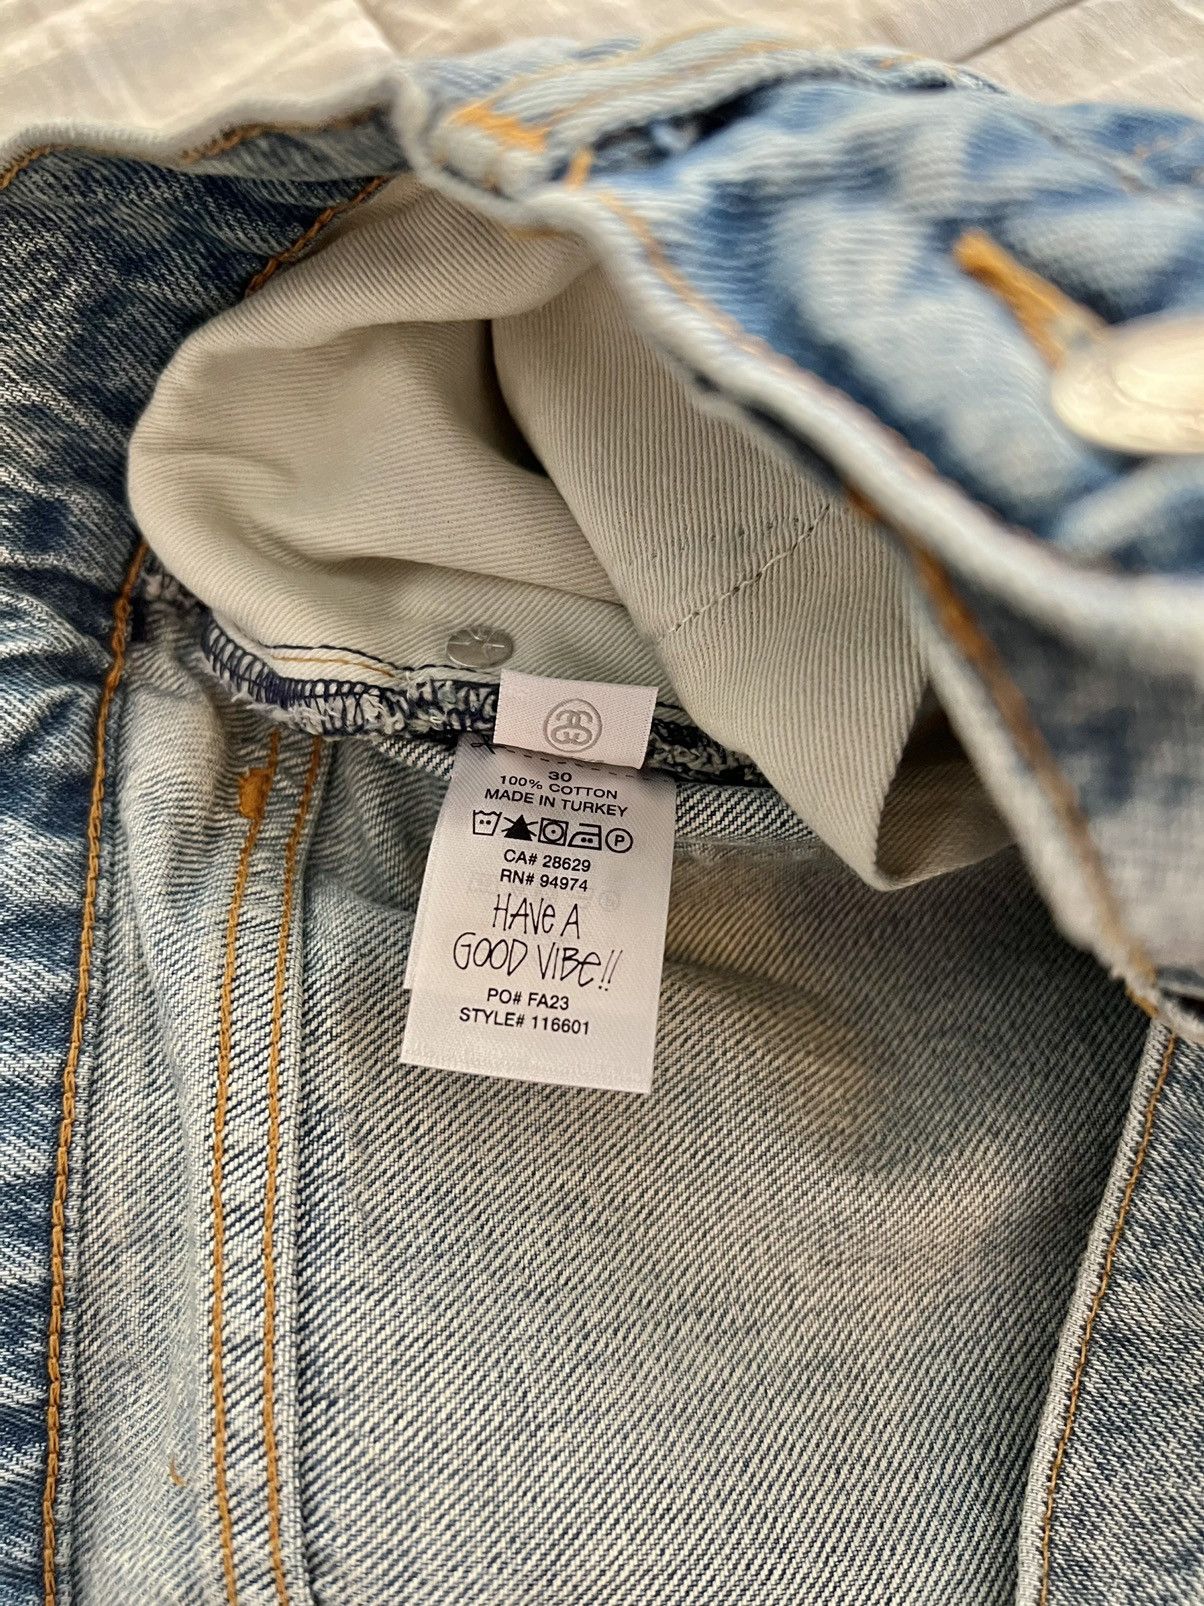 30
100% COTTON
MADE IN TURKEY
P
CA# 28629
RN# 94974
HAVE A
GOOD VIBE!!
PO# FA23
STYLE# 116601